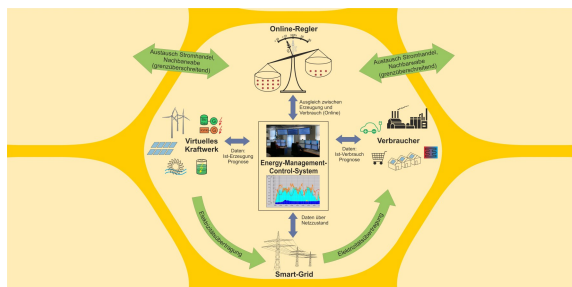 Online-Regler
Austausch Stromhandel,
Nachbarwabe
(grenzüberschreitend)
Austausch Stromhandel,
Nachbarwabe
(grenzüberschreitend)
Ausgleich zwischen
Erzeugung und
Verbrauch (Online)
Virtuelles
Kraftwerk
Daten:
Ist-Erzeugung
Prognose
Energy-Management-
Control-System
Daten:
Ist-Verbrauch
Prognose
Verbraucher
Elektrizitätsübertragung
Daten über
Netzzustand
Elektrizitätsübertragung
Smart-Grid